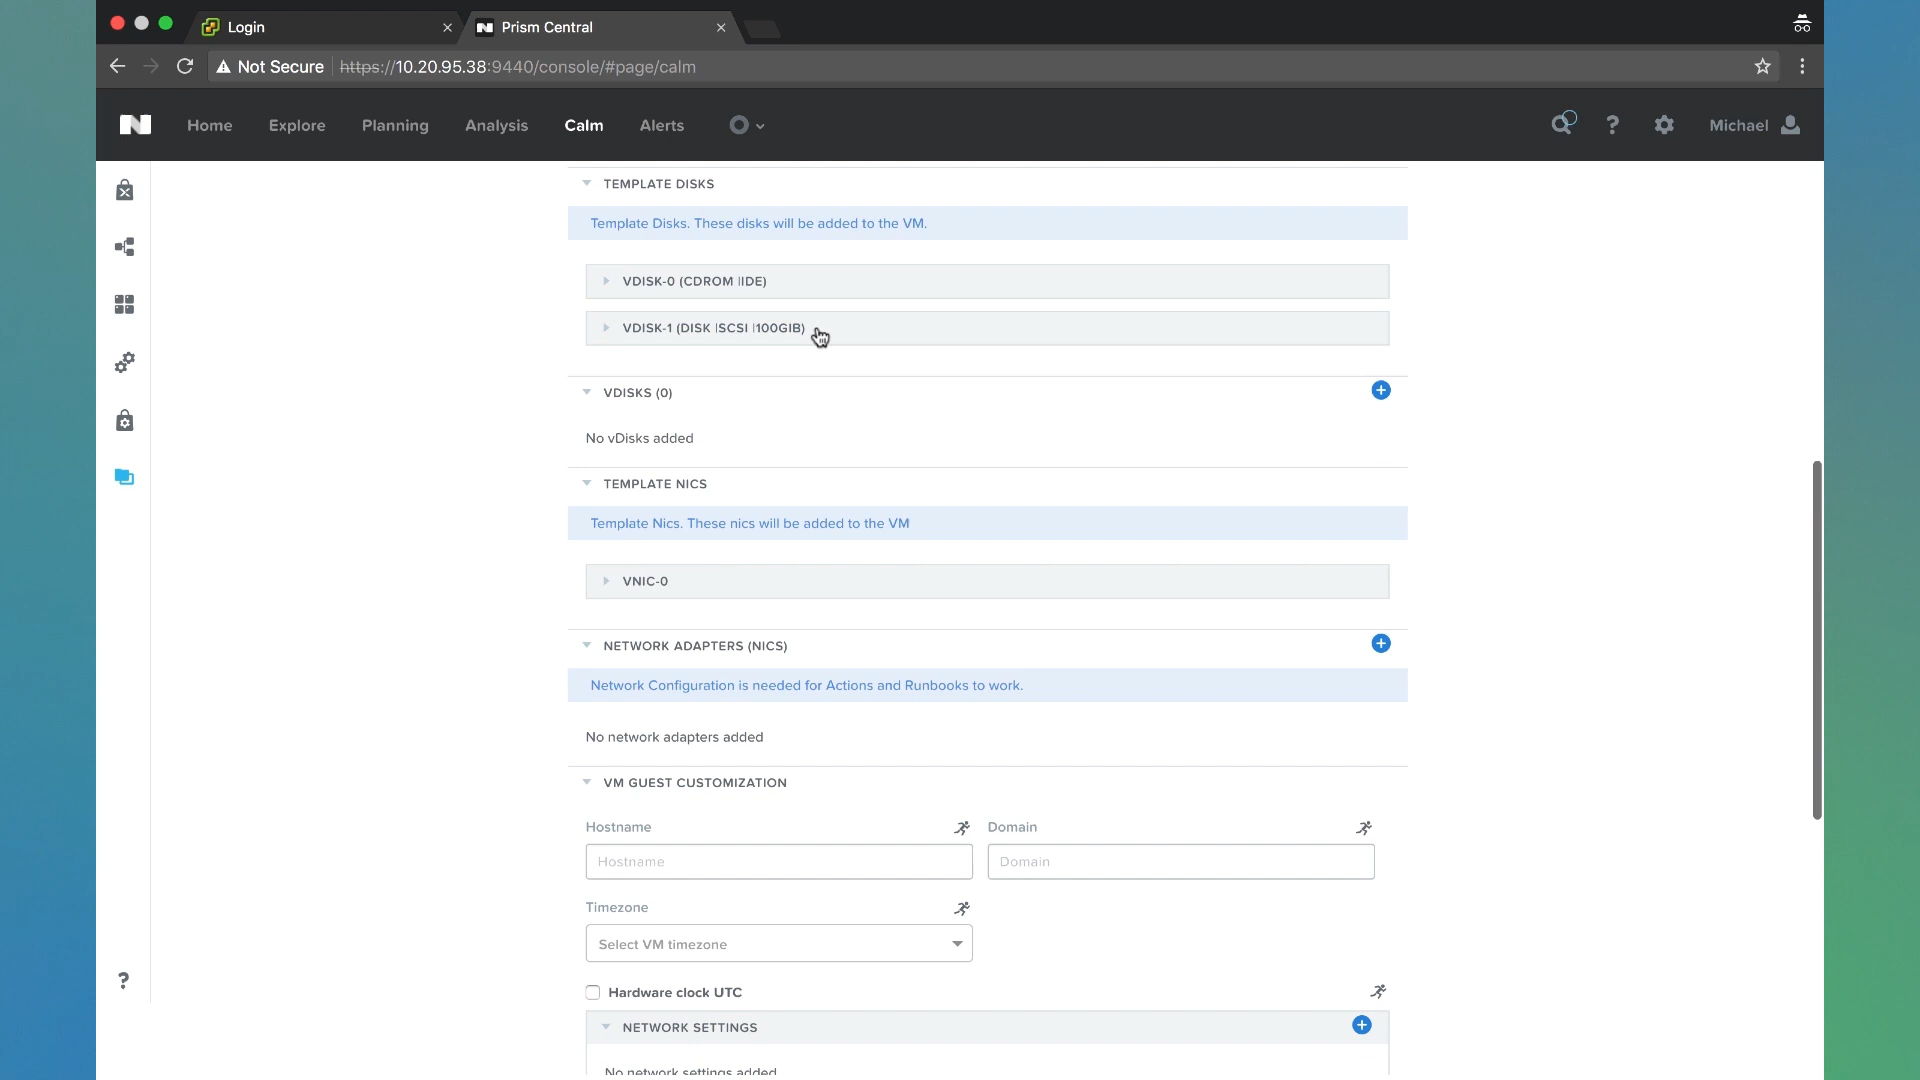 Login
Prism Central
Not Secure
https://10.20.95.38:9440/console/#page/calm
Home
Explore
Planning
Analysis
Calm
Alerts
?
Michael
TEMPLATE DISKS
Template Disks. These disks will be added to the VM.
VDISK-0 (CDROM |IDE)
VDISK-1 (DISK |SCSI |100GIB)
VDISKS (0)
No vDisks added
TEMPLATE NICS
Template Nics. These nics will be added to the VM
VNIC-0
NETWORK ADAPTERS (NICS)
Network Configuration is needed for Actions and Runbooks to work.
No network adapters added
VM GUEST CUSTOMIZATION
Hostname
Domain
Hostname
Domain
Timezone
Select VM timezone
?
Hardware clock UTC
NETWORK SETTINGS
No network settings added